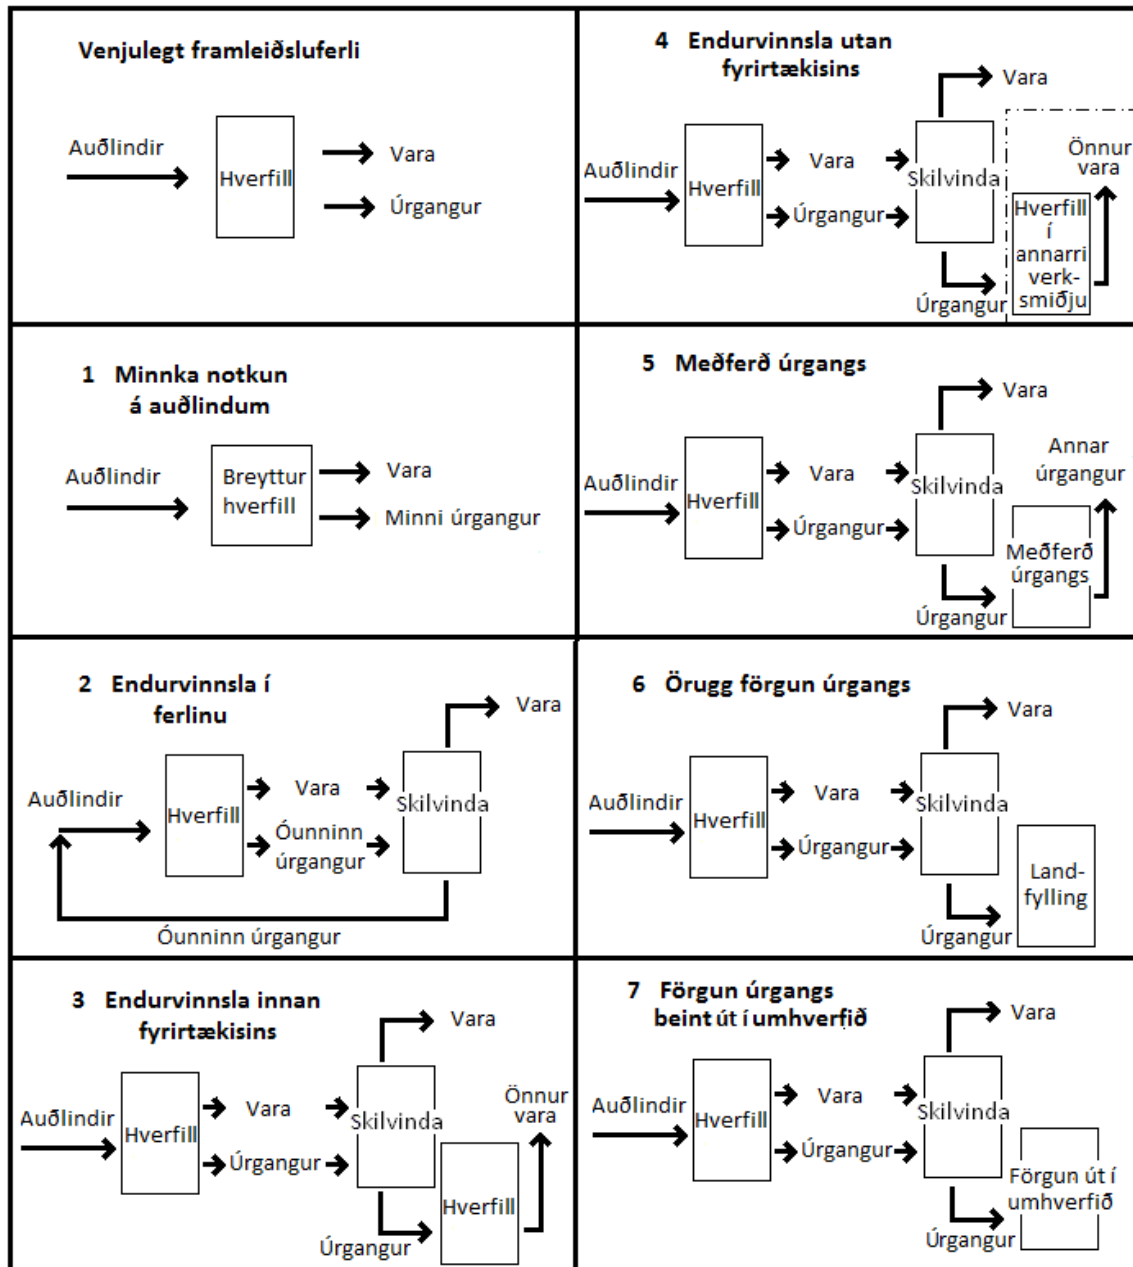 Venjulegt framleiðsluferli
Auðlindir
Hverfill
Vara
Úrgangur
1 Minnka notkun
á auðlindum
Auðlindir
Breyttur
hverfill
Vara
Minni úrgangur
2 Endurvinnsla í
ferlinu
Vara
Auðlindir
Hverfill
Vara
Skilvinda
Óunninn
úrgangur
Óunninn úrgangur
3 Endurvinnsla innan
fyrirtækisins
Vara
Auðlindir
Hverfill
Vara
Úrgangur
Skilvinda
Önnur
vara
Hverfill
Úrgangur
4 Endurvinnsla utan
fyrirtækisins
Vara
Auðlindir
Hverfill
Vara
Úrgangur
Skilvinda
Önnur
vara
Hverfill
í
annarri
verk-
smiðju
Úrgangur
5 Meðferð úrgangs
Vara
Auðlindir
Hverfill
Vara
Úrgangur
Skilvinda
Annar
úrgangur
Meðferð
úrgangs
Úrgangur
6 Örugg förgun úrgangs
Vara
Auðlindir
Hverfill
Vara
Úrgangur
Skilvinda
Land-
fylling
Úrgangur
7 Förgun úrgangs
beint út í umhverfið
Vara
Auðlindir
Hverfill
Vara
Úrgangur
Skilvinda
Förgun út í
umhverfið
Úrgangur